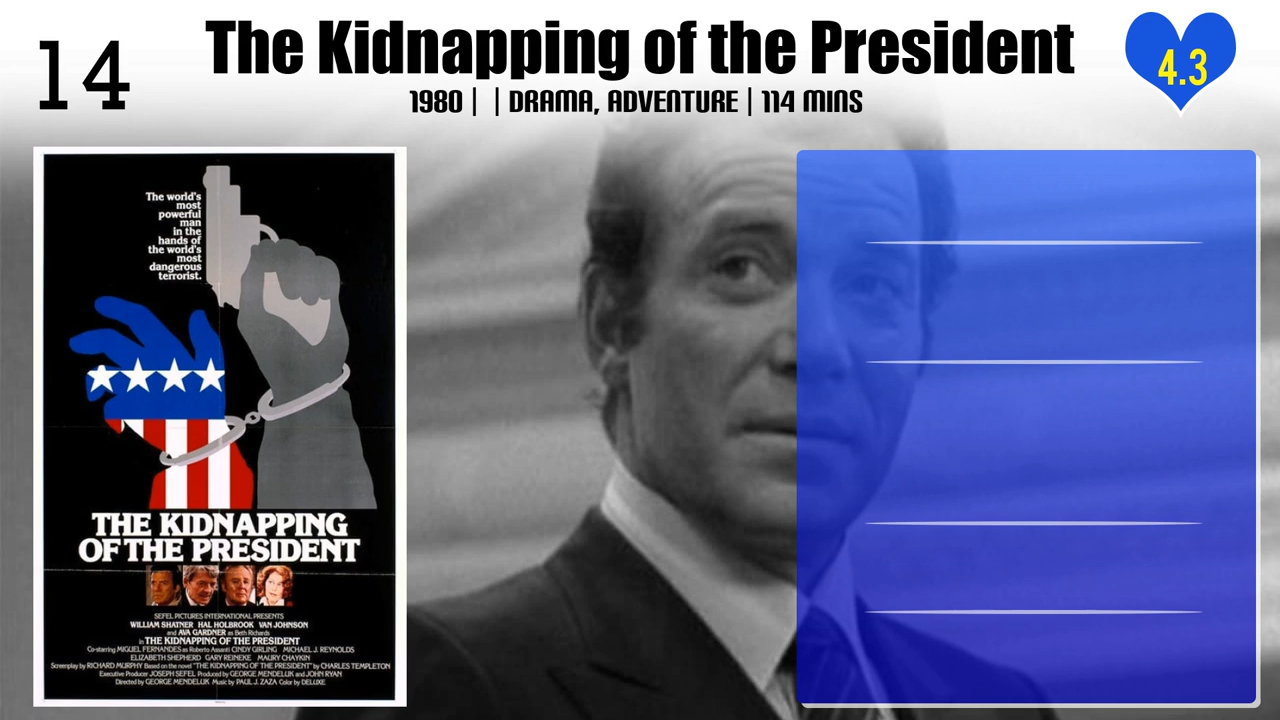 14
The Kidnapping of the President
1980 | | DRAMA, ADVENTURE | 114 MINS
4.3
The world's
most
powerful
man
in the
hands of
the world's
most
dangerous
terrorist.
THE KIDNAPPING
OF THE PRESIDENT
SEFEL PICTURES INTERNATIONAL PRESENTS
WILLIAM SHATNER HAL HOLBROOK VAN JOHNSON
and AVA GARDNER as Beth Richards
in THE KIDNAPPING OF THE PRESIDENT
Co-starring MIGUEL FERNANDES as Roberto Assanti CINDY GIRLING MICHAEL J. REYNOLDS
ELIZABETH SHEPHERD GARY REINEKE MAURY CHAYKIN
Screenplay by RICHARD MURPHY Based on the novel "THE KIDNAPPING OF THE PRESIDENT" by CHARLES TEMPLETON
Executive Producer JOSEPH SEFEL Produced by GEORGE MENDELUK and JOHN RYAN
Directed by GEORGE MENDELUK Music by PAUL J. ZAZA Color by DELUXE